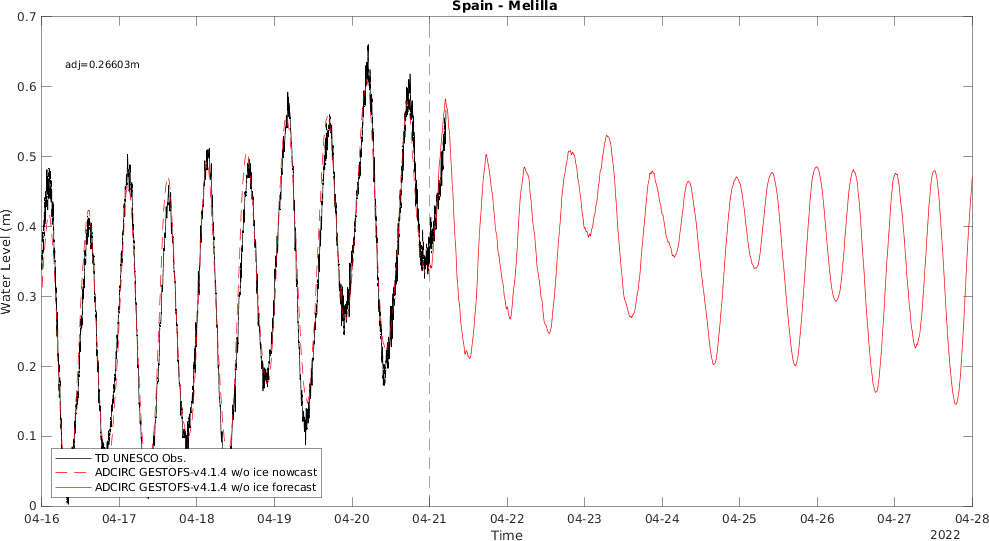 Spain - Melilla
adj=0.26603m
Water Level (m)
0.7
0.6
0.5
0.4
0.3
0.2
0.1
0
TD UNESCO Obs.
ADCIRC GESTOFS-v4.1.4 w/o ice nowcast
ADCIRC GESTOFS-v4.1.4 w/o ice forecast
04-16 04-17 04-18 04-19 04-20 04-21 04-22 04-23 04-24 04-25 04-26 04-27 04-28
Time
2022